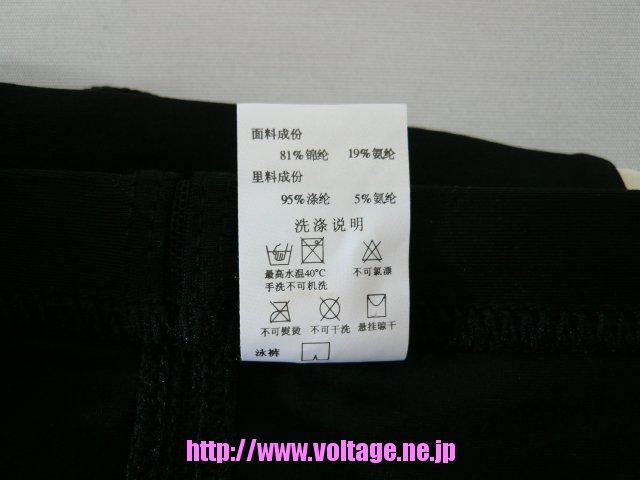 面料成份
81%锦纶 19%氨纶
里料成份
95%涤纶 5%氨纶
洗涤说明
最高水温40°C 不可氯漂
手洗不可机洗
不可熨烫 不可干洗 悬挂晾干
泳裤
http://www.voltage.ne.jp